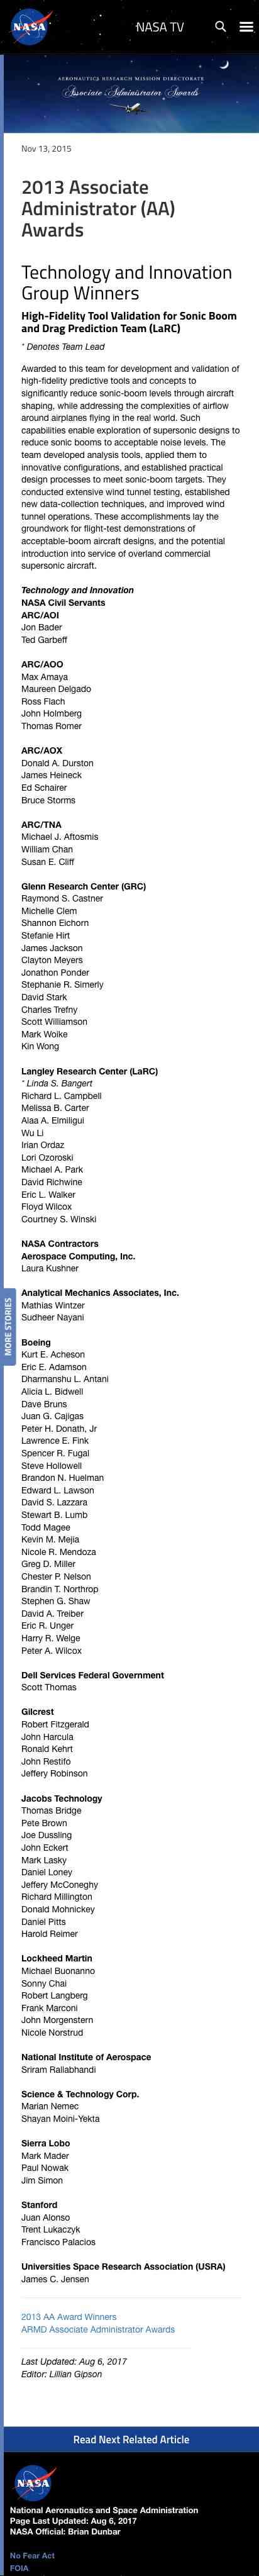 NASA
NASA TV
AERONAUTICS RESEARCH MISSION DIRECTORATE
Associate Administrator Awards
Nov 13, 2015
2013 Associate
Administrator (AA)
Awards
Technology and Innovation
Group Winners
High-Fidelity Tool Validation for Sonic Boom
and Drag Prediction Team (LaRC)
* Denotes Team Lead
Awarded to this team for development and validation of
high-fidelity predictive tools and concepts to
significantly reduce sonic-boom levels through aircraft
shaping, while addressing the complexities of airflow
around airplanes flying in the real world. Such
capabilities enable exploration of supersonic designs to
reduce sonic booms to acceptable noise levels. The
team developed analysis tools, applied them to
innovative configurations, and established practical
design processes to meet sonic-boom targets. They
conducted extensive wind tunnel testing, established
new data-collection techniques, and improved wind
tunnel operations. These accomplishments lay the
groundwork for flight-test demonstrations of
acceptable-boom aircraft designs, and the potential
introduction into service of overland commercial
supersonic aircraft.
Technology and Innovation
NASA Civil Servants
ARC/AOI
Jon Bader
Ted Garbeff
ARC/AOO
Max Amaya
Maureen Delgado
Ross Flach
John Holmberg
Thomas Romer
ARC/AOX
Donald A. Durston
James Heineck
Ed Schairer
Bruce Storms
ARC/TNA
Michael J. Aftosmis
William Chan
Susan E. Cliff
Glenn Research Center (GRC)
Raymond S. Castner
Michelle Clem
Shannon Eichorn
Stefanie Hirt
James Jackson
Clayton Meyers
Jonathon Ponder
Stephanie R. Simerly
David Stark
Charles Trefny
Scott Williamson
Mark Woike
Kin Wong
Langley Research Center (LaRC)
* Linda S. Bangert
Richard L. Campbell
Melissa B. Carter
Alaa A. Elmiligui
Wu Li
Irian Ordaz
Lori Ozoroski
Michael A. Park
David Richwine
Eric L. Walker
Floyd Wilcox
Courtney S. Winski
NASA Contractors
Aerospace Computing, Inc.
Laura Kushner
Analytical Mechanics Associates, Inc.
Mathias Wintzer
Sudheer Nayani
MORE STORIES
Boeing
Kurt E. Acheson
Eric E. Adamson
Dharmanshu L. Antani
Alicia L. Bidwell
Dave Bruns
Juan G. Cajigas
Peter H. Donath, Jr
Lawrence E. Fink
Spencer R. Fugal
Steve Hollowell
Brandon N. Huelman
Edward L. Lawson
David S. Lazzara
Stewart B. Lumb
Todd Magee
Kevin M. Mejia
Nicole R. Mendoza
Greg D. Miller
Chester P. Nelson
Brandin T. Northrop
Stephen G. Shaw
David A. Treiber
Eric R. Unger
Harry R. Welge
Peter A. Wilcox
Dell Services Federal Government
Scott Thomas
Gilcrest
Robert Fitzgerald
John Harcula
Ronald Kehrt
John Restifo
Jeffery Robinson
Jacobs Technology
Thomas Bridge
Pete Brown
Joe Dussling
John Eckert
Mark Lasky
Daniel Loney
Jeffery McConeghy
Richard Millington
Donald Mohnickey
Daniel Pitts
Harold Reimer
Lockheed Martin
Michael Buonanno
Sonny Chai
Robert Langberg
Frank Marconi
John Morgenstern
Nicole Norstrud
National Institute of Aerospace
Sriram Rallabhandi
Science & Technology Corp.
Marian Nemec
Shayan Moini-Yekta
Sierra Lobo
Mark Mader
Paul Nowak
Jim Simon
Stanford
Juan Alonso
Trent Lukaczyk
Francisco Palacios
Universities Space Research Association (USRA)
James C. Jensen
2013 AA Award Winners
ARMD Associate Administrator Awards
Last Updated: Aug 6, 2017
Editor: Lillian Gipson
Read Next Related Article
NASA
National Aeronautics and Space Administration
Page Last Updated: Aug 6, 2017
NASA Official: Brian Dunbar
No Fear Act
FOIA